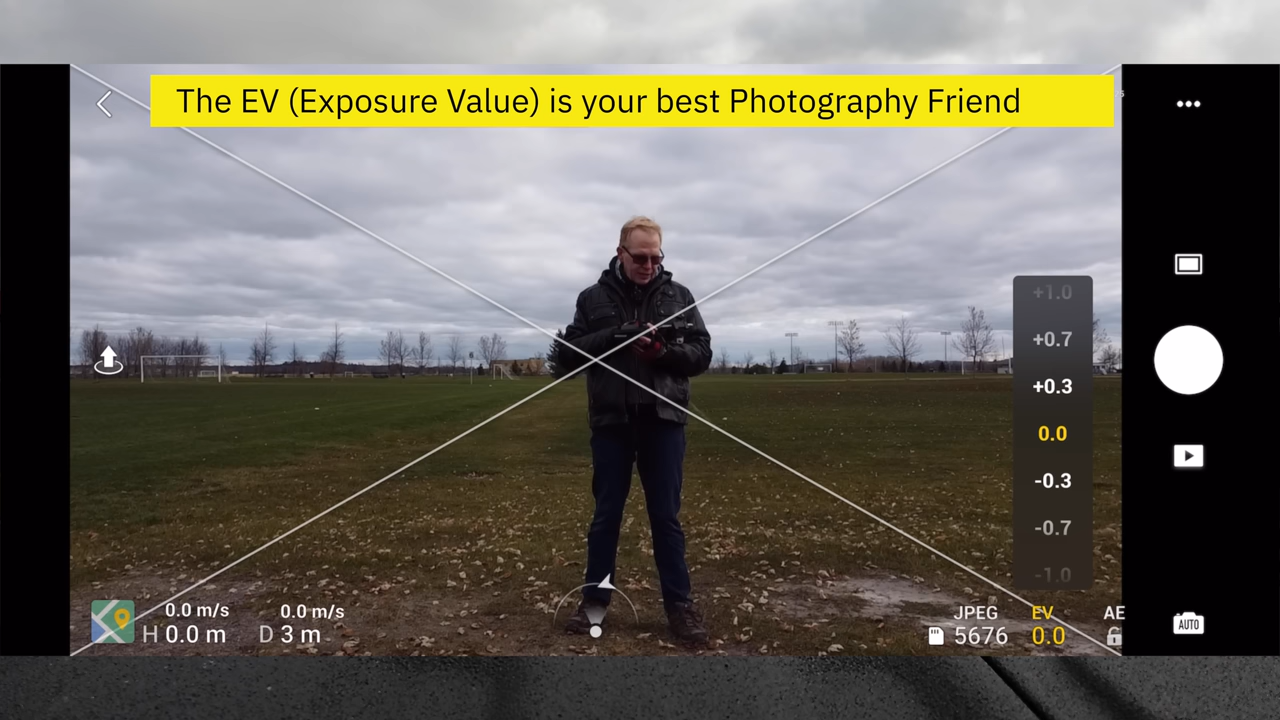 The EV (Exposure Value) is your best Photography Friend
+1.0
+0.7
+0.3
0.0
-0.3
-0.7
-1.0
0.0 m/s
0.0 m/s
H 0.0 m
D 3 m
JPEG
5676
EV
0.0
AE
AUTO